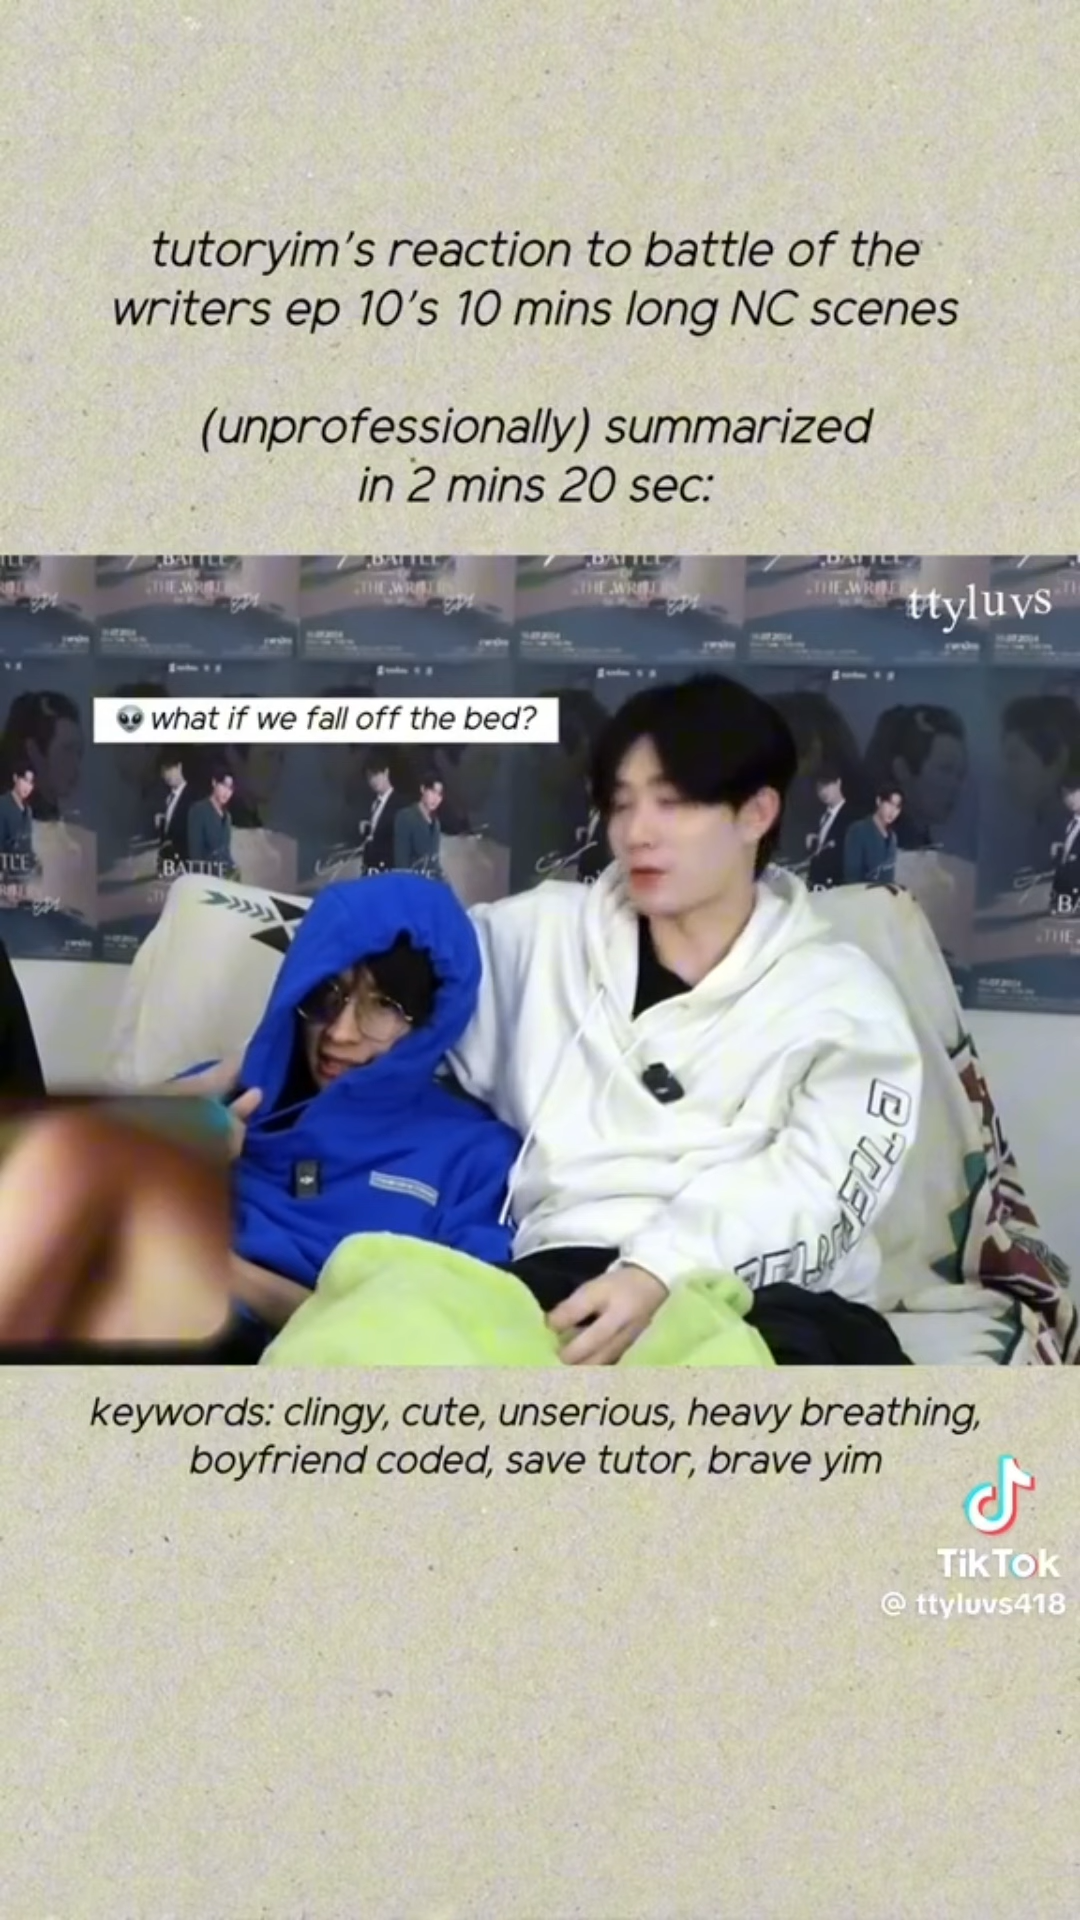 tutoryim's reaction to battle of the
writers ep 10's 10 mins long NC scenes
(unprofessionally) summarized
in 2 mins 20 sec:
ttyluvs
👽 what if we fall off the bed?
BATTLE
keywords: clingy, cute, unserious, heavy breathing,
boyfriend coded, save tutor, brave yim
TikTok
@ ttyluvs418